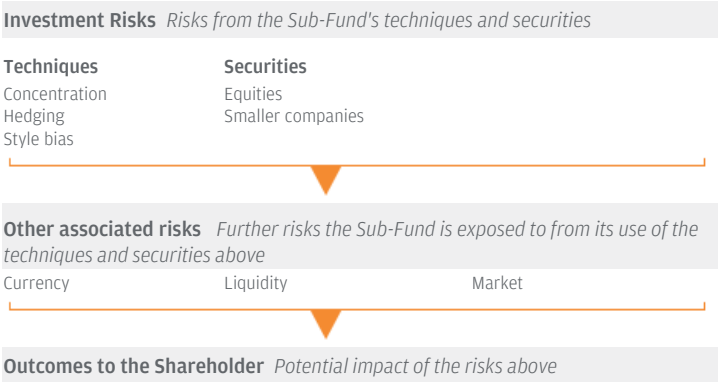 Investment Risks Risks from the Sub-Fund's techniques and securities
Techniques Securities
Concentration Equities
Hedging Smaller companies
Style bias
Other associated risks Further risks the Sub-Fund is exposed to from its use of the
techniques and securities above
Currency Liquidity Market
Outcomes to the Shareholder Potential impact of the risks above